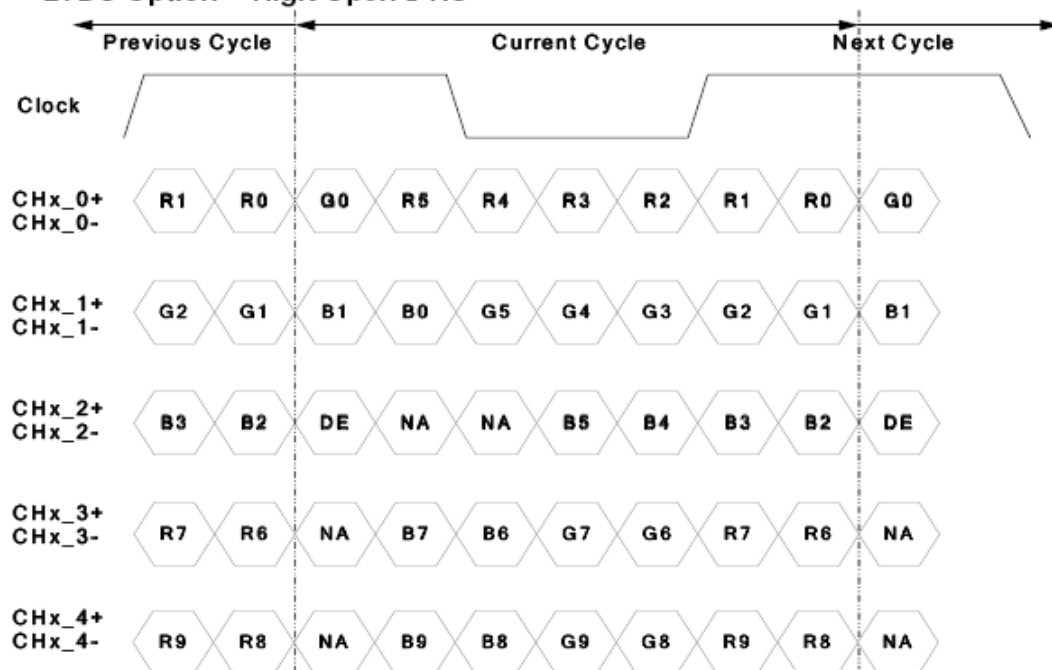 Previous Cycle Current Cycle Next Cycle
Clock
CHx_0+
CHx_0-
R1 R0 G0 R5 R4 R3 R2 R1 R0 G0
CHx_1+
CHx_1-
G2 G1 B1 B0 G5 G4 G3 G2 G1 B1
CHx_2+
CHx_2-
B3 B2 DE NA NA B5 B4 B3 B2 DE
CHx_3+
CHx_3-
R7 R6 NA B7 B6 G7 G6 R7 R6 NA
CHx_4+
CHx_4-
R9 R8 NA B9 B8 G9 G8 R9 R8 NA